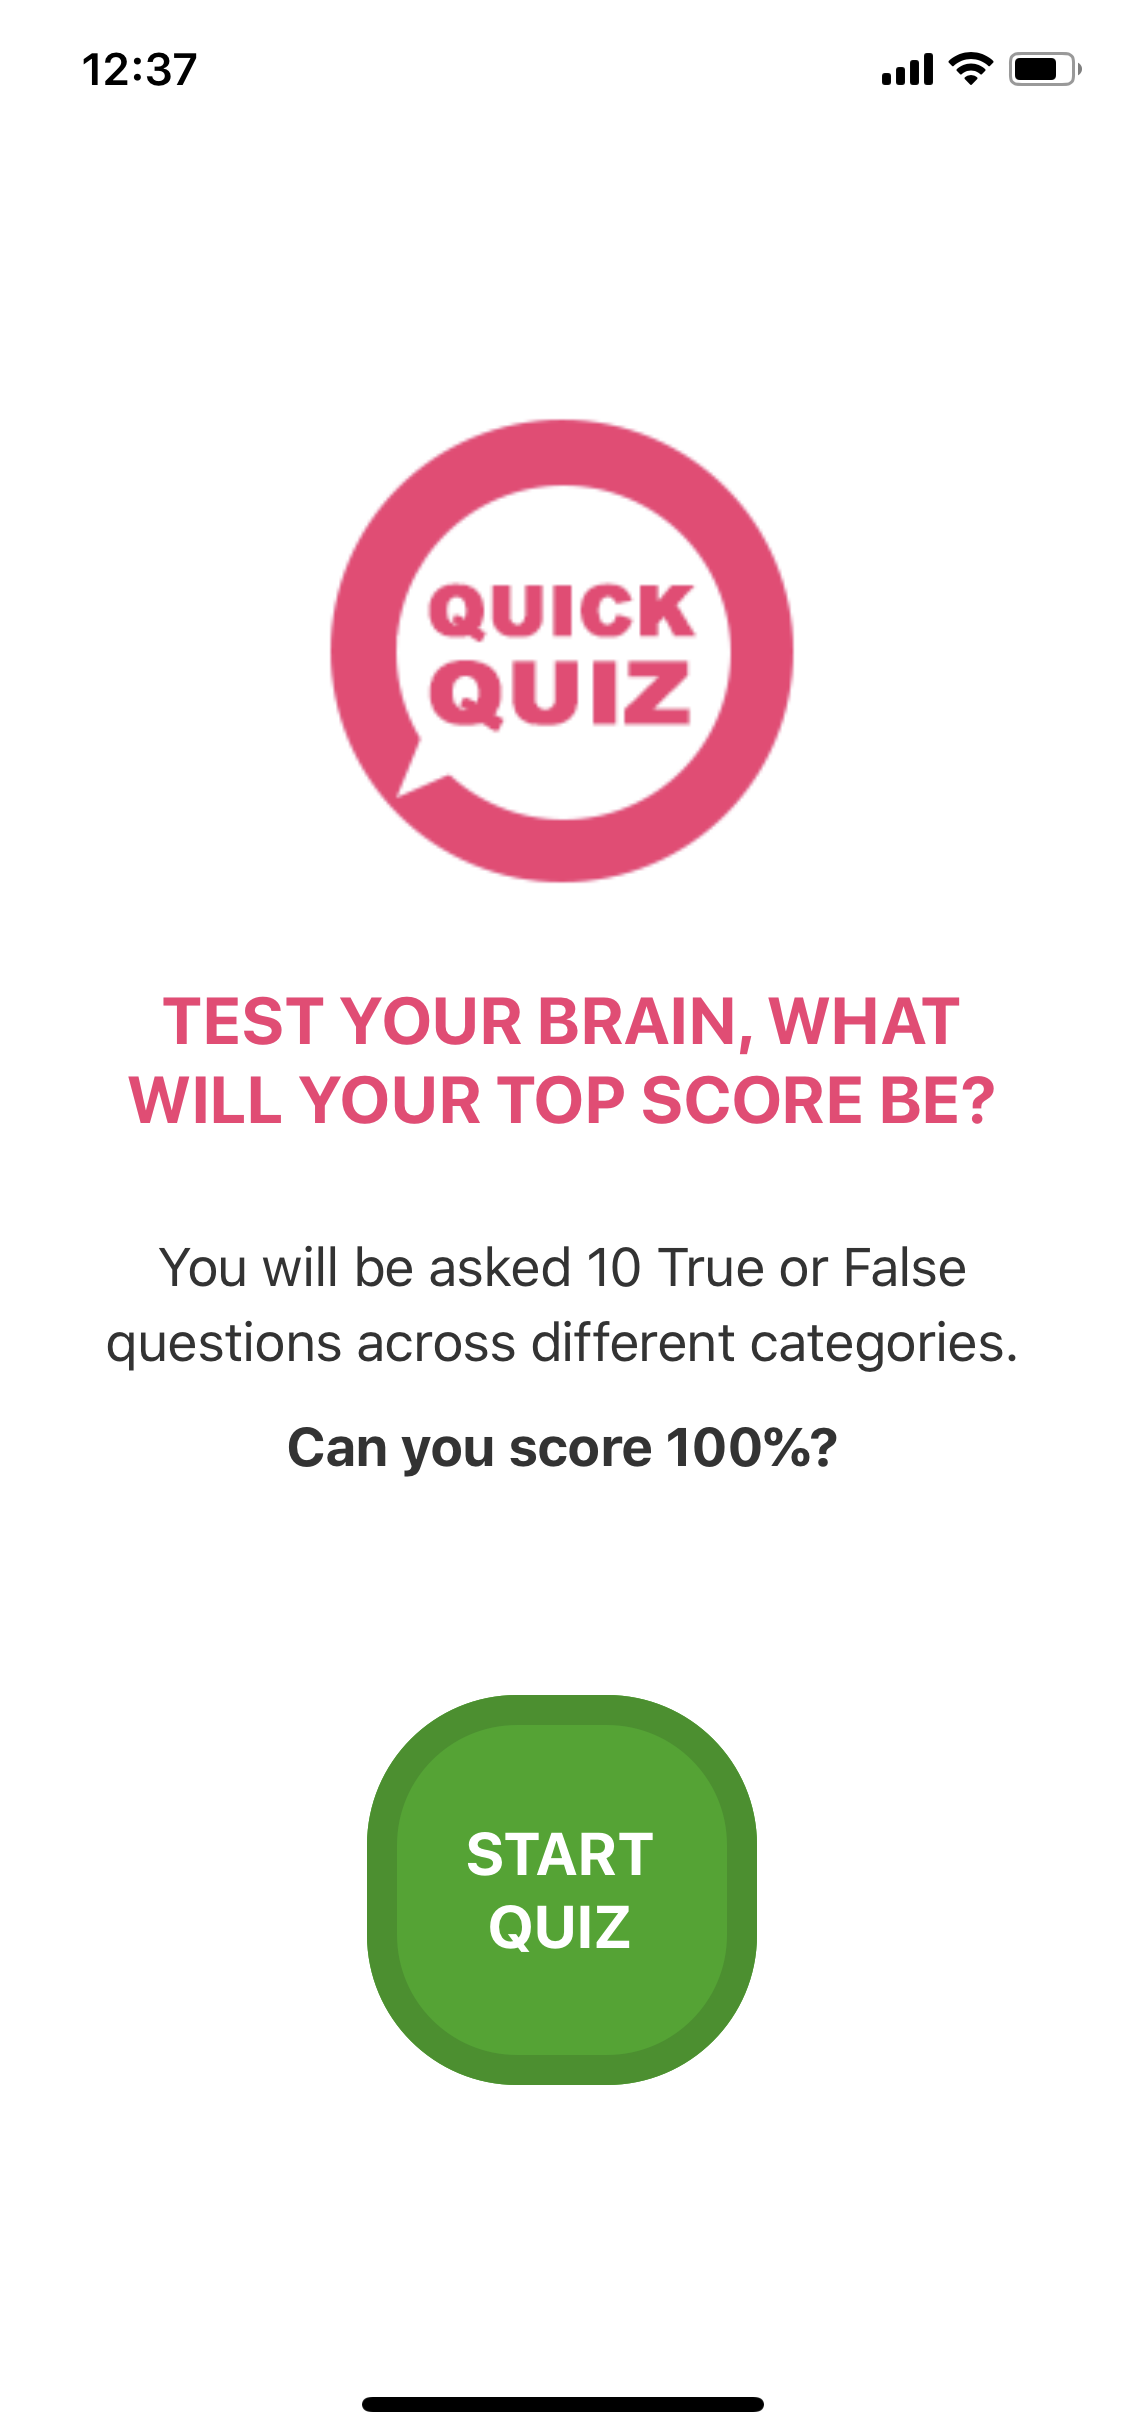 12:37
QUICK
QUIZ
TEST YOUR BRAIN, WHAT
WILL YOUR TOP SCORE BE?
You will be asked 10 True or False
questions across different categories.
Can you score 100%?
START
QUIZ